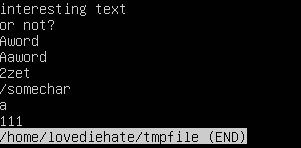 interesting text
or not?
Aword
Aaword
2zet
/somechar
a
111
/home/lovediehate/tmpfile (END)